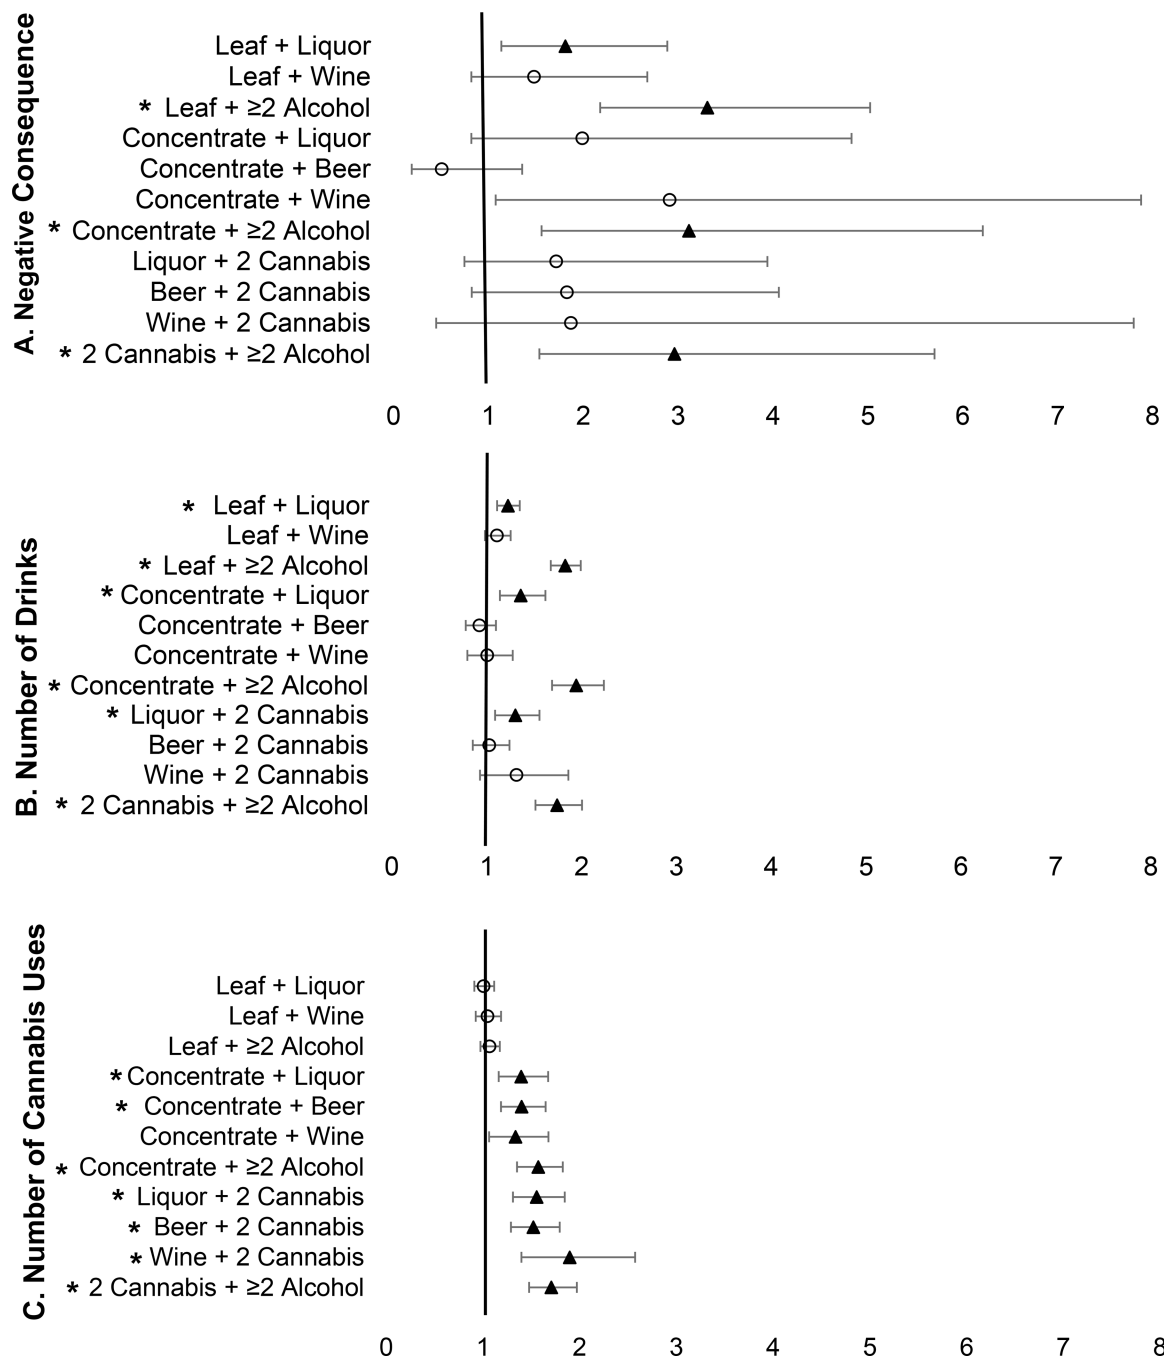 A. Negative Consequence
Leaf + Liquor
Leaf + Wine
* Leaf + ≥2 Alcohol
Concentrate + Liquor
Concentrate + Beer
Concentrate + Wine
* Concentrate + ≥2 Alcohol
Liquor + 2 Cannabis
Beer + 2 Cannabis
Wine + 2 Cannabis
* 2 Cannabis + ≥2 Alcohol
0 1 2 3 4 5 6 7 8
B. Number of Drinks
* Leaf + Liquor
Leaf + Wine
* Leaf + ≥2 Alcohol
* Concentrate + Liquor
Concentrate + Beer
Concentrate + Wine
* Concentrate + ≥2 Alcohol
* Liquor + 2 Cannabis
Beer + 2 Cannabis
Wine + 2 Cannabis
* 2 Cannabis + ≥2 Alcohol
0 1 2 3 4 5 6 7 8
C. Number of Cannabis Uses
Leaf + Liquor
Leaf + Wine
Leaf + ≥2 Alcohol
* Concentrate + Liquor
* Concentrate + Beer
Concentrate + Wine
* Concentrate + ≥2 Alcohol
* Liquor + 2 Cannabis
* Beer + 2 Cannabis
* Wine + 2 Cannabis
* 2 Cannabis + ≥2 Alcohol
0 1 2 3 4 5 6 7 8